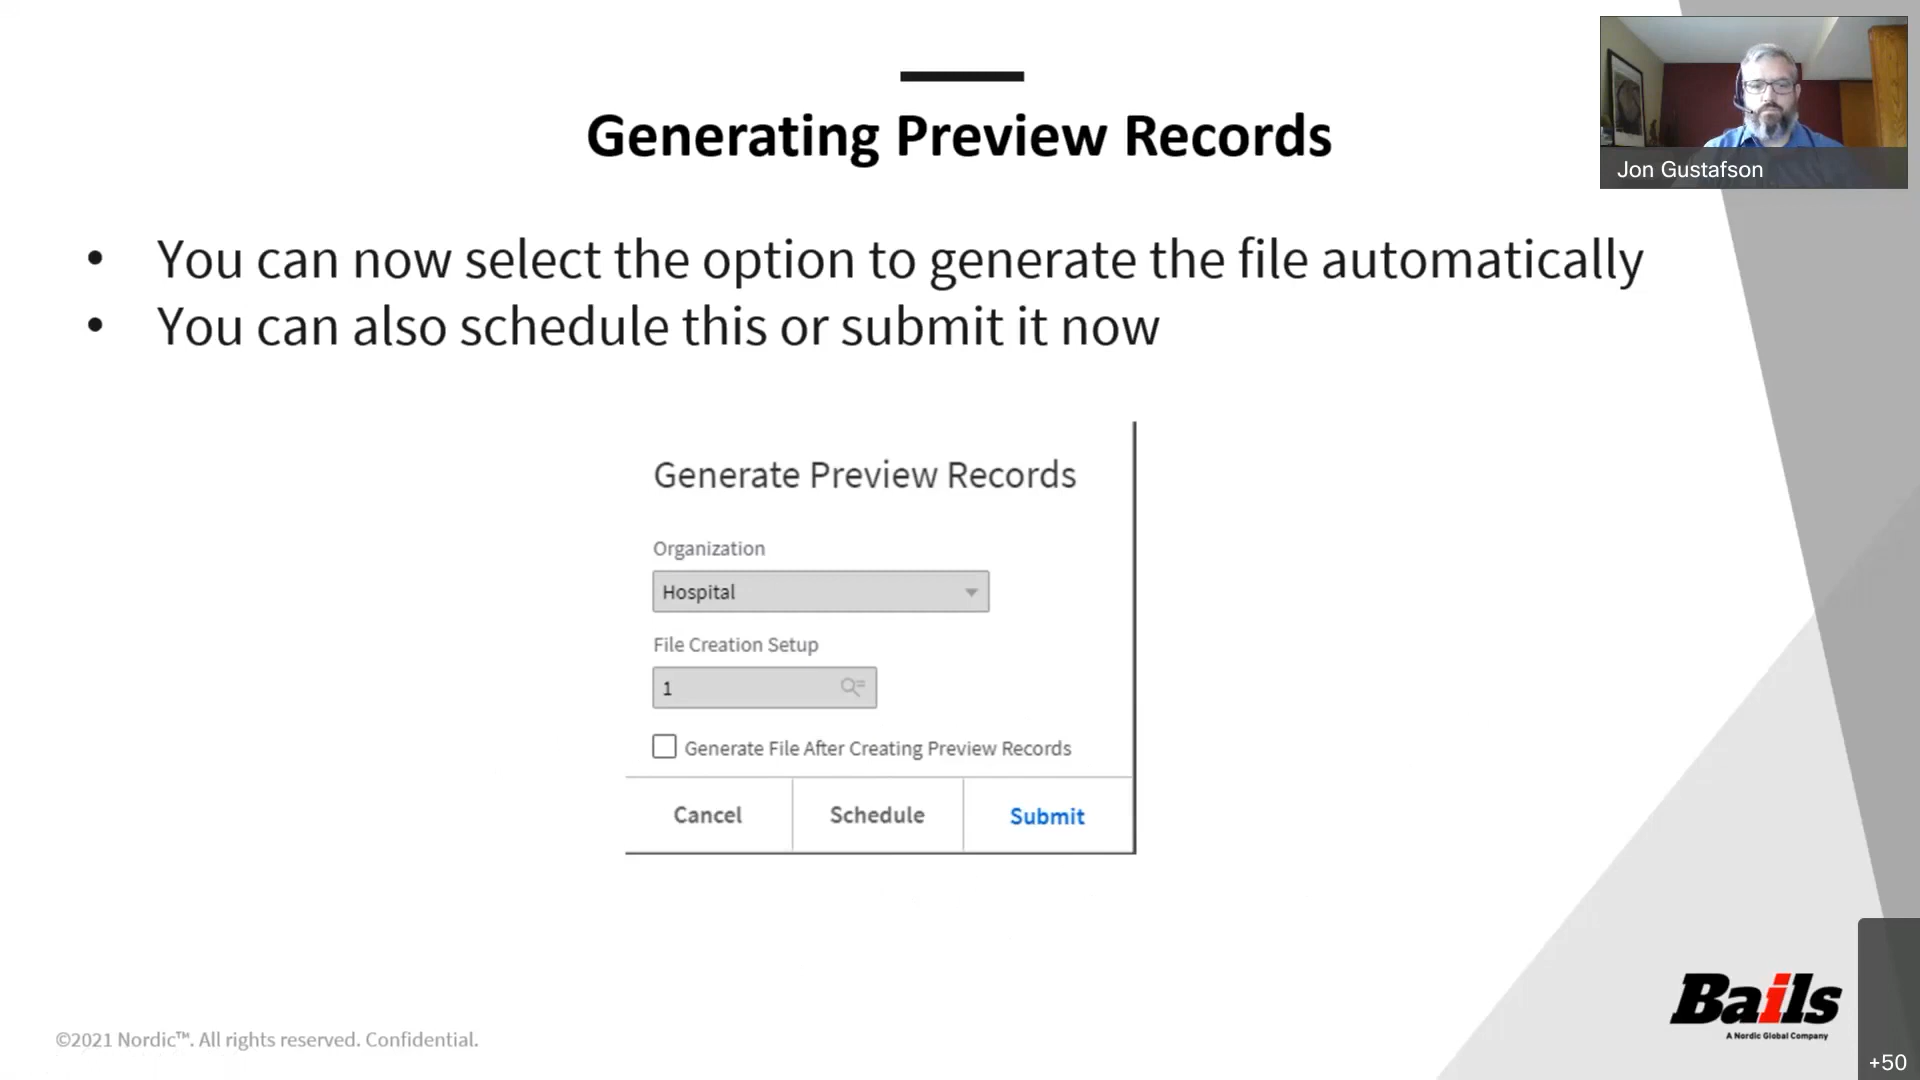 Generating Preview Records
Jon Gustafson
• You can now select the option to generate the file automatically
• You can also schedule this or submit it now
Generate Preview Records
Organization
Hospital
File Creation Setup
1
Generate File After Creating Preview Records
Cancel Schedule Submit
©2021 Nordic™. All rights reserved. Confidential.
Bails
A Nordic Global Company
+50